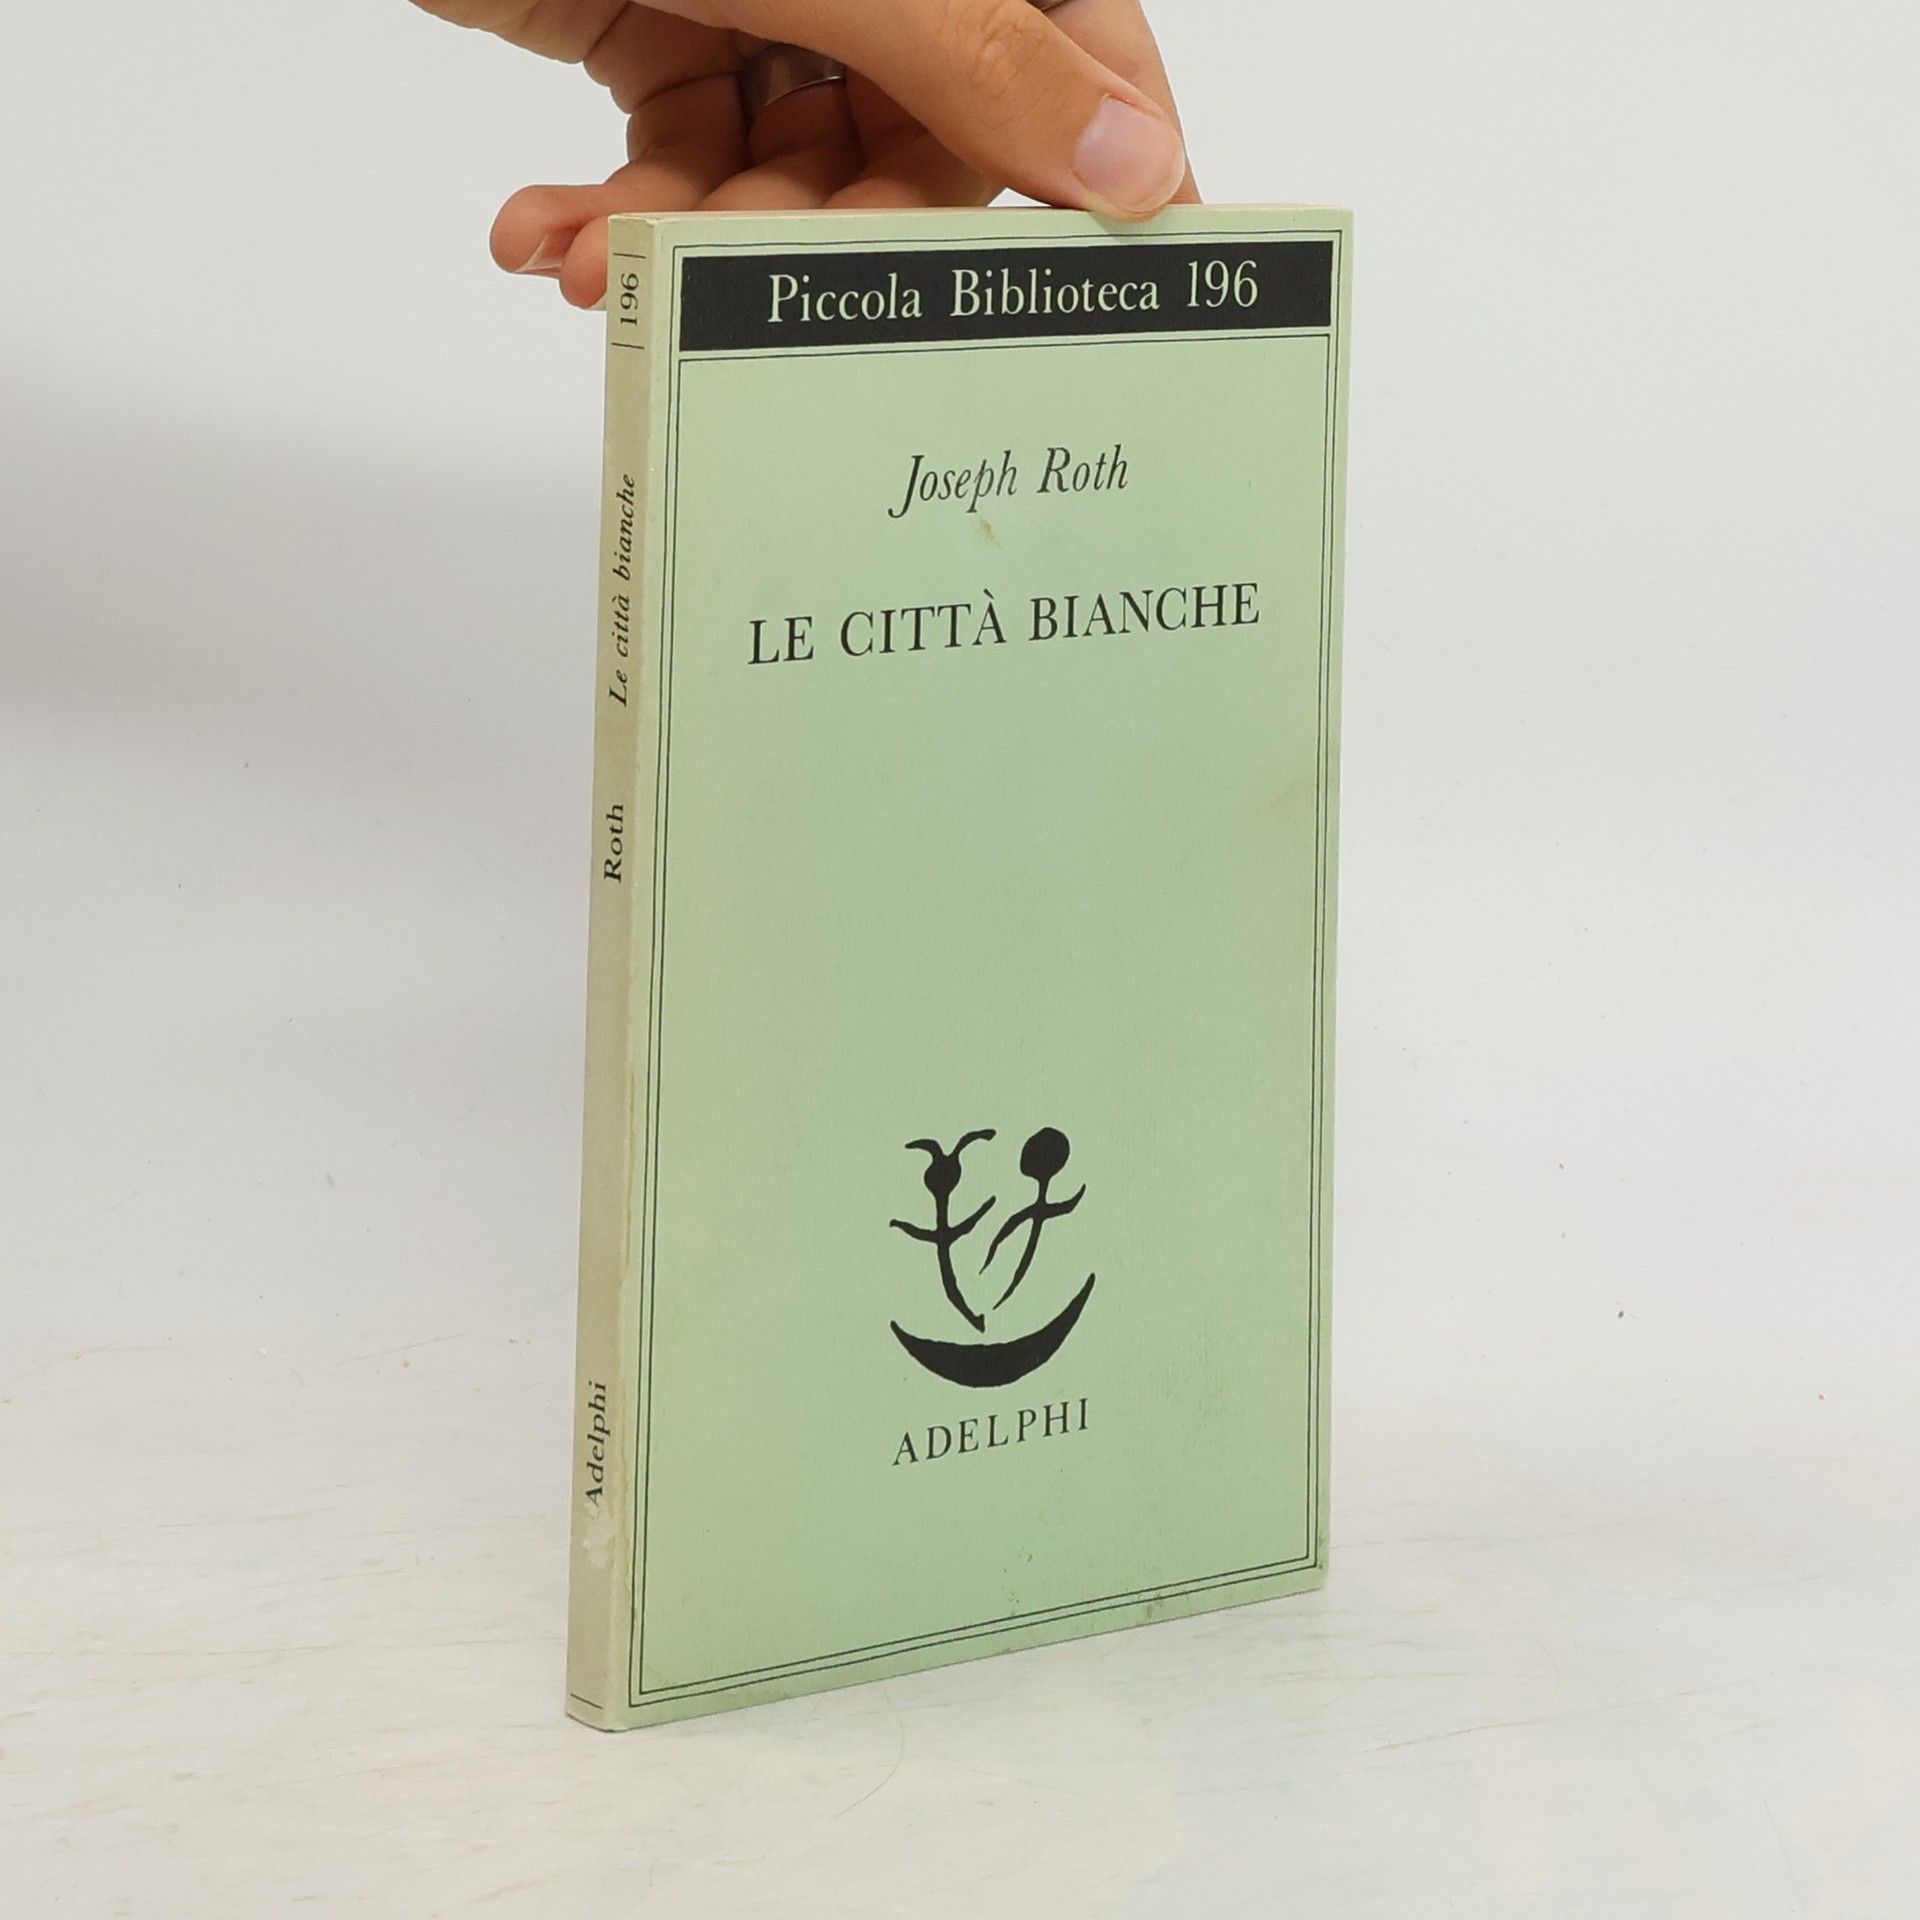 Piccola Biblioteca 196
Joseph Roth
LE CITTÀ BIANCHE
ADELPHI
Adelphi
Roth
Le città bianche
196